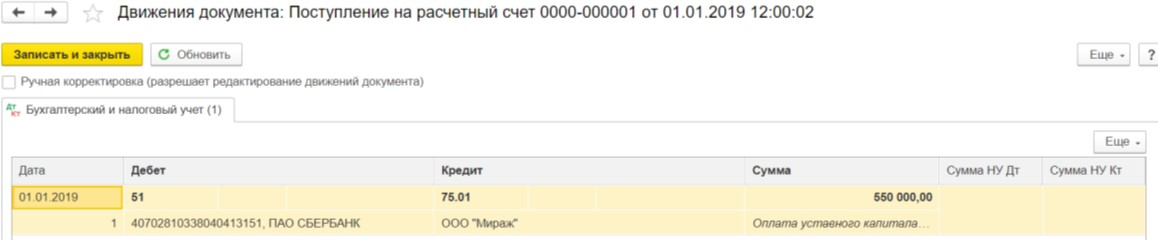 Движения документа: Поступление на расчетный счет 0000-000001 от 01.01.2019 12:00:02
Записать и закрыть Обновить Еще ?
Ручная корректировка (разрешает редактирование движений документа)
Дт Кт Бухгалтерский и налоговый учет (1)
Еще
Дата Дебет Кредит Сумма Сумма НУ Дт Сумма НУ Кт
01.01.2019 51 75.01 550 000,00
1 40702810338040413151, ПАО СБЕРБАНК ООО "Мираж" Оплата уставного капитала...